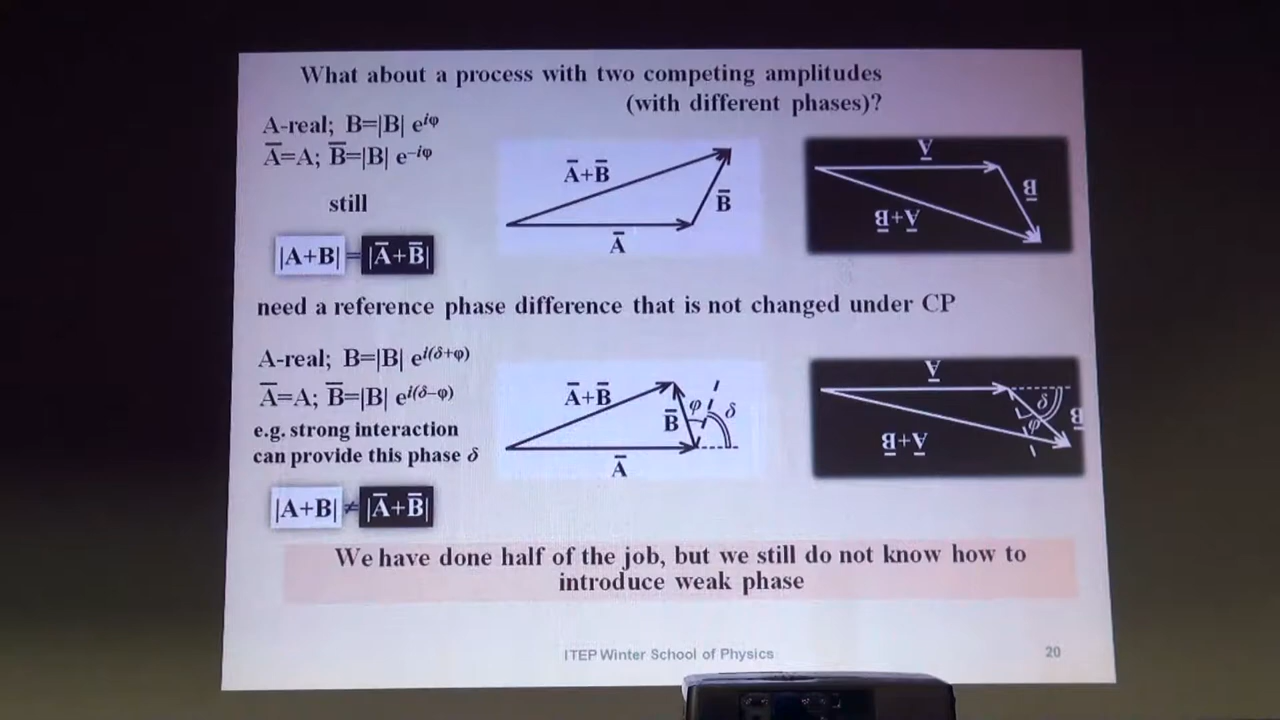 What about a process with two competing amplitudes
(with different phases)?
A-real; B=|B| e^{iφ}
A̅=A; B̅=|B| e^{-iφ}
still
|A+B| = |A̅+B̅|
A̅+B̅
B̅
A̅
A̅
B̅
A̅+B̅
need a reference phase difference that is not changed under CP
A-real; B=|B| e^{i(δ+φ)}
A̅=A; B̅=|B| e^{i(δ-φ)}
e.g. strong interaction
can provide this phase δ
|A+B| ≠ |A̅+B̅|
A̅+B̅
B̅
φ
δ
A̅
A̅
δ
φ
B̅
A̅+B̅
We have done half of the job, but we still do not know how to
introduce weak phase
ITEP Winter School of Physics
20